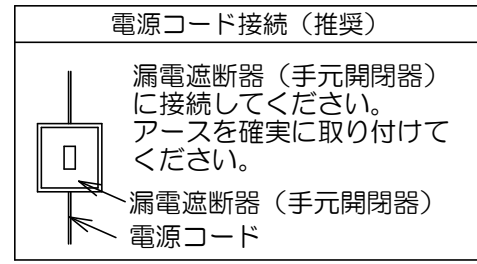 電源コード接続（推奨）
漏電遮断器（手元開閉器）
に接続してください。
アースを確実に取り付けて
ください。
漏電遮断器（手元開閉器）
電源コード